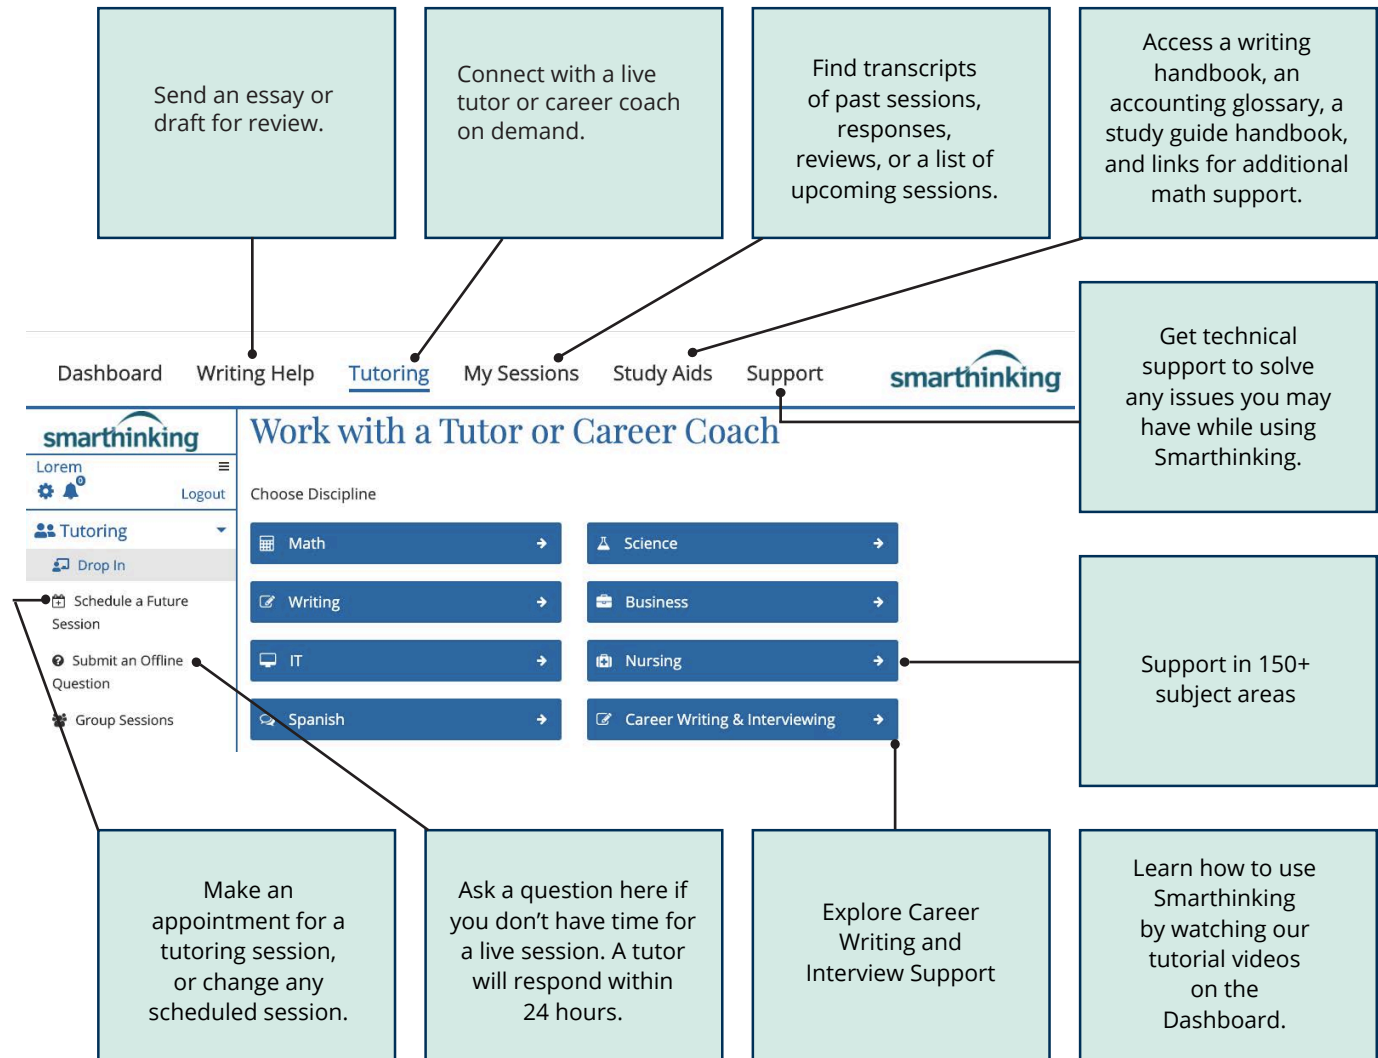 Send an essay or
draft for review.
Connect with a live
tutor or career coach
on demand.
Find transcripts
of past sessions,
responses,
reviews, or a list of
upcoming sessions.
Access a writing
handbook, an
accounting glossary, a
study guide handbook,
and links for additional
math support.
Get technical
support to solve
any issues you may
have while using
Smarthinking.
Dashboard Writing Help Tutoring My Sessions Study Aids Support smarthinking
smarthinking
Lorem
0
Logout
Tutoring
Drop In
Schedule a Future
Session
Submit an Offline
Question
Group Sessions
Work with a Tutor or Career Coach
Choose Discipline
Math
Science
Writing
Business
IT
Nursing
Spanish
Career Writing & Interviewing
Support in 150+
subject areas
Make an
appointment for a
tutoring session,
or change any
scheduled session.
Ask a question here if
you don’t have time for
a live session. A tutor
will respond within
24 hours.
Explore Career
Writing and
Interview Support
Learn how to use
Smarthinking
by watching our
tutorial videos
on the
Dashboard.